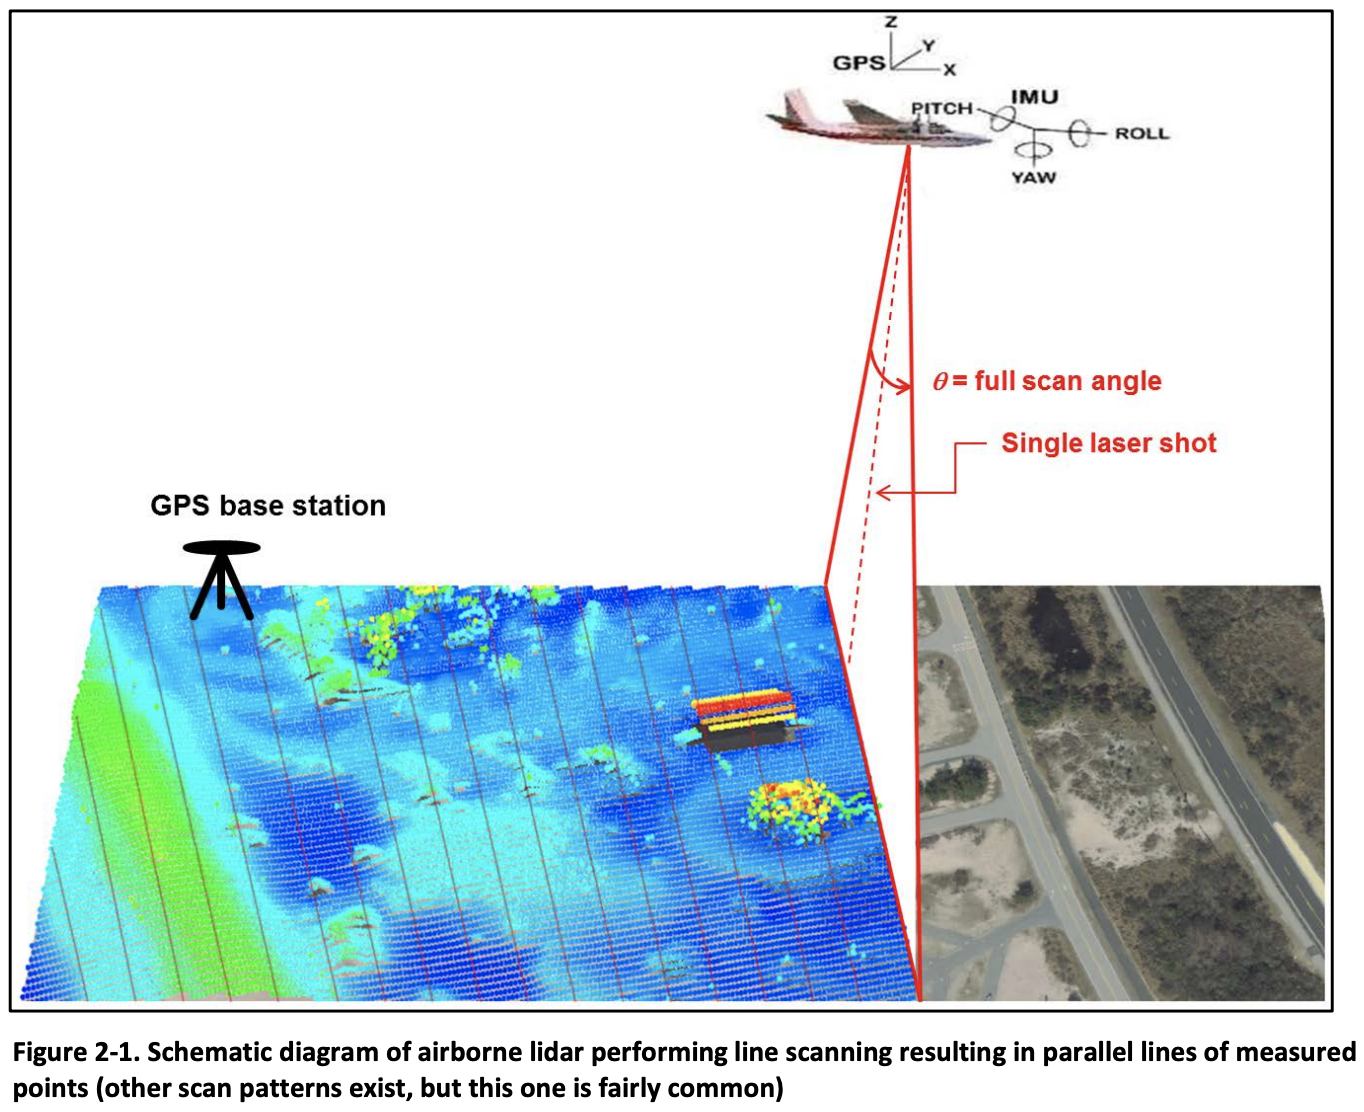 Z
Y
GPS
X
PITCH
IMU
ROLL
YAW
θ = full scan angle
Single laser shot
GPS base station
Figure 2-1. Schematic diagram of airborne lidar performing line scanning resulting in parallel lines of measured
points (other scan patterns exist, but this one is fairly common)